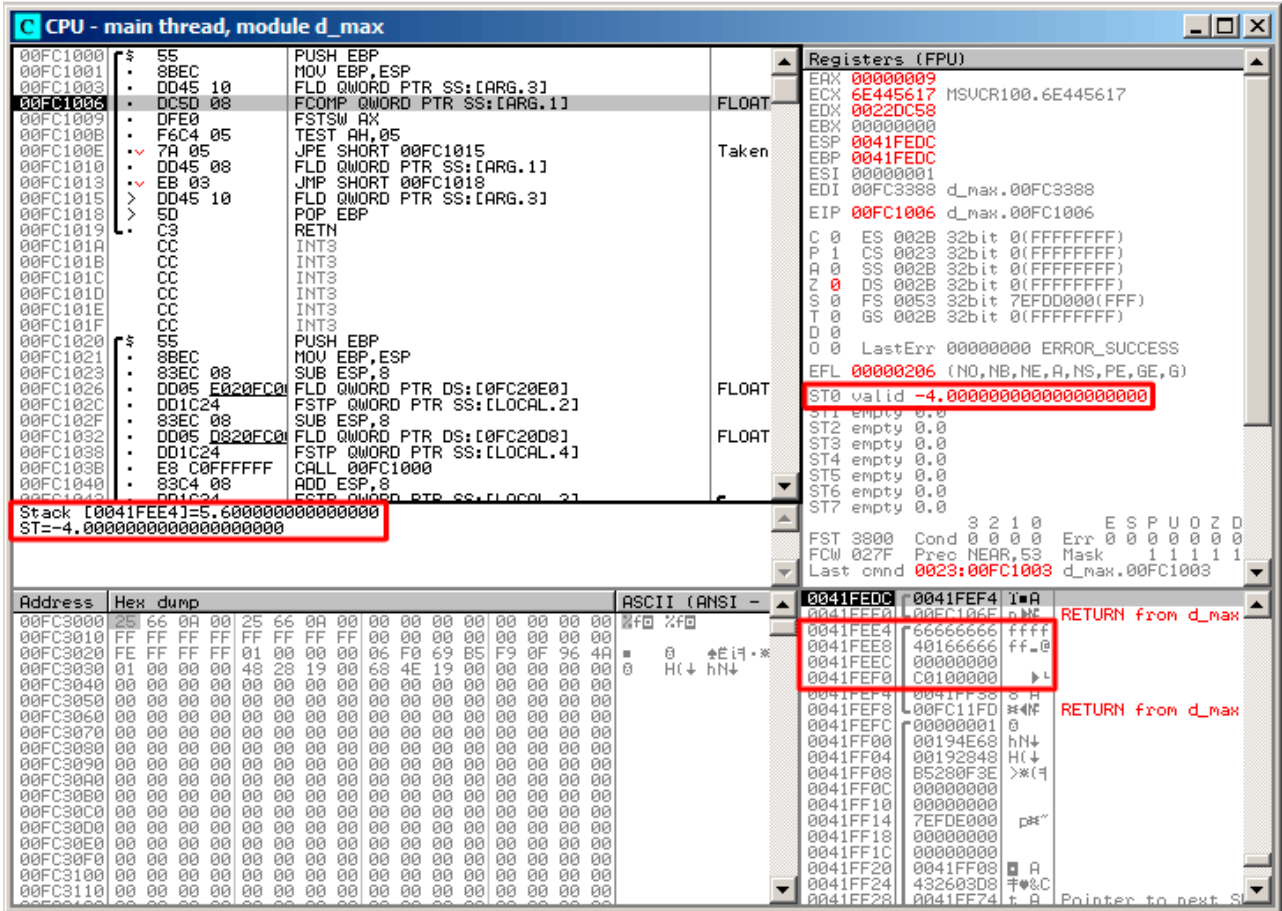 CPU - main thread, module d_max
00FC1000 $ 55 PUSH EBP
00FC1001 · 8BEC MOV EBP,ESP
00FC1003 · DD45 10 FLD QWORD PTR SS:[ARG.3]
00FC1006 · DC5D 08 FCOMP QWORD PTR SS:[ARG.1] FLOAT
00FC1009 · DFE0 FSTSW AX
00FC100B · F6C4 05 TEST AH,05
00FC100E · 7A 05 JPE SHORT 00FC1015 Taken
00FC1010 · DD45 08 FLD QWORD PTR SS:[ARG.1]
00FC1013 · EB 03 JMP SHORT 00FC1018
00FC1015 > DD45 10 FLD QWORD PTR SS:[ARG.3]
00FC1018 > 5D POP EBP
00FC1019 · C3 RETN
00FC101A CC INT3
00FC101B CC INT3
00FC101C CC INT3
00FC101D CC INT3
00FC101E CC INT3
00FC101F CC INT3
00FC1020 $ 55 PUSH EBP
00FC1021 · 8BEC MOV EBP,ESP
00FC1023 · 83EC 08 SUB ESP,8
00FC1026 · DD05 E020FC0 FLD QWORD PTR DS:[0FC20E0] FLOAT
00FC102C · DD1C24 FSTP QWORD PTR SS:[LOCAL.2]
00FC102F · 83EC 08 SUB ESP,8
00FC1032 · DD05 D820FC0 FLD QWORD PTR DS:[0FC20D8] FLOAT
00FC1038 · DD1C24 FSTP QWORD PTR SS:[LOCAL.4]
00FC103B · E8 C0FFFFFF CALL 00FC1000
00FC1040 · 83C4 08 ADD ESP,8
00FC1043 · DD1C24 FSTP QWORD PTR SS:[LOCAL.2]
Stack [0041FEE4]=5.600000000000000
ST=-4.0000000000000000000
Registers (FPU)
EAX 00000009
ECX 6E445617 MSVCR100.6E445617
EDX 0022DC58
EBX 00000000
ESP 0041FEDC
EBP 0041FEDC
ESI 00000001
EDI 00FC3388 d_max.00FC3388
EIP 00FC1006 d_max.00FC1006
C 0 ES 002B 32bit 0(FFFFFFFF)
P 1 CS 0023 32bit 0(FFFFFFFF)
A 0 SS 002B 32bit 0(FFFFFFFF)
Z 0 DS 002B 32bit 0(FFFFFFFF)
S 0 FS 0053 32bit 7EFDD000(FFF)
T 0 GS 002B 32bit 0(FFFFFFFF)
D 0
O 0 LastErr 00000000 ERROR_SUCCESS
EFL 00000206 (NO,NB,NE,A,NS,PE,GE,G)
ST0 valid -4.0000000000000000000
ST1 empty 0.0
ST2 empty 0.0
ST3 empty 0.0
ST4 empty 0.0
ST5 empty 0.0
ST6 empty 0.0
ST7 empty 0.0
3 2 1 0 E S P U O Z D
FST 3800 Cond 0 0 0 0 Err 0 0 0 0 0 0 0
FCW 027F Prec NEAR,53 Mask 1 1 1 1 1
Last cmnd 0023:00FC1003 d_max.00FC1003
Address Hex dump ASCII (ANSI -
00FC3000 25 66 0A 00 25 66 0A 00 00 00 00 00 00 00 00 00 %f %f
00FC3010 FF FF FF FF FF FF FF FF 00 00 00 00 00 00 00 00
00FC3020 FE FF FF FF 01 00 00 00 06 F0 69 B5 F9 0F 96 4A
00FC3030 01 00 00 00 48 28 19 00 68 4E 19 00 00 00 00 00 H(↓ hN↓
00FC3040 00 00 00 00 00 00 00 00 00 00 00 00 00 00 00 00
00FC3050 00 00 00 00 00 00 00 00 00 00 00 00 00 00 00 00
00FC3060 00 00 00 00 00 00 00 00 00 00 00 00 00 00 00 00
00FC3070 00 00 00 00 00 00 00 00 00 00 00 00 00 00 00 00
00FC3080 00 00 00 00 00 00 00 00 00 00 00 00 00 00 00 00
00FC3090 00 00 00 00 00 00 00 00 00 00 00 00 00 00 00 00
00FC30A0 00 00 00 00 00 00 00 00 00 00 00 00 00 00 00 00
00FC30B0 00 00 00 00 00 00 00 00 00 00 00 00 00 00 00 00
00FC30C0 00 00 00 00 00 00 00 00 00 00 00 00 00 00 00 00
00FC30D0 00 00 00 00 00 00 00 00 00 00 00 00 00 00 00 00
00FC30E0 00 00 00 00 00 00 00 00 00 00 00 00 00 00 00 00
00FC30F0 00 00 00 00 00 00 00 00 00 00 00 00 00 00 00 00
00FC3100 00 00 00 00 00 00 00 00 00 00 00 00 00 00 00 00
00FC3110 00 00 00 00 00 00 00 00 00 00 00 00 00 00 00 00
0041FEDC 0041FEF4
0041FEE0 00FC106F RETURN from d_max
0041FEE4 66666666 ffff
0041FEE8 40166666 ff_@
0041FEEC 00000000
0041FEF0 C0100000
0041FEF4 0041FF38 8 A
0041FEF8 00FC11FD RETURN from d_max
0041FEFC 00000001
0041FF00 00194E68 hN↓
0041FF04 00192848 H(↓
0041FF08 B5280F3E
0041FF0C 00000000
0041FF10 00000000
0041FF14 7EFDE000
0041FF18 00000000
0041FF1C 00000000
0041FF20 0041FF08
0041FF24 432603D8
0041FF28 0041FF74 t A Pointer to next S